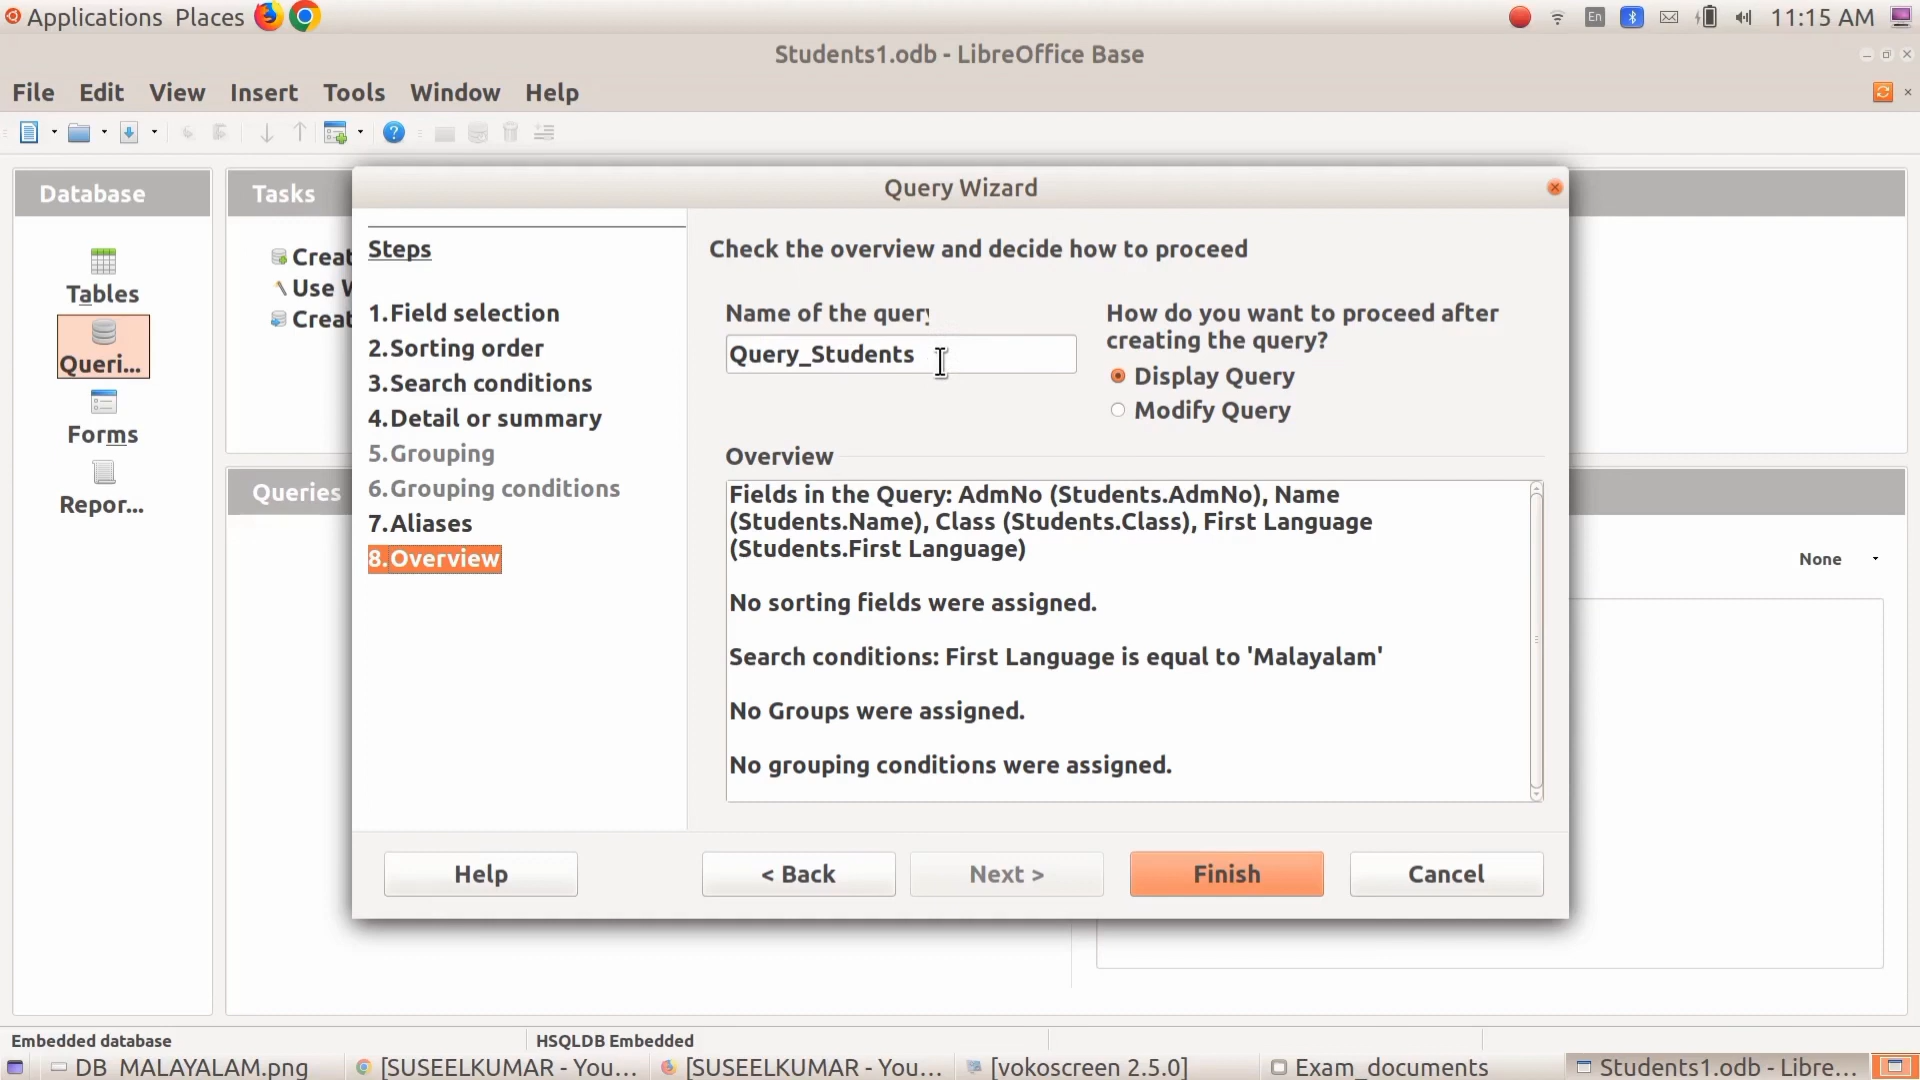 Applications Places En 11:15 AM
Students1.odb - LibreOffice Base
File Edit View Insert Tools Window Help
Database
Tasks
Query Wizard
Tables
Queri...
Forms
Repor...
Creat
Use W
Creat
Queries
Steps
1.Field selection
2.Sorting order
3.Search conditions
4.Detail or summary
5.Grouping
6.Grouping conditions
7.Aliases
8.Overview
Check the overview and decide how to proceed
Name of the query
Query_Students
How do you want to proceed after
creating the query?
Display Query
Modify Query
Overview
Fields in the Query: AdmNo (Students.AdmNo), Name
(Students.Name), Class (Students.Class), First Language
(Students.First Language)
No sorting fields were assigned.
Search conditions: First Language is equal to 'Malayalam'
No Groups were assigned.
No grouping conditions were assigned.
None
Help < Back Next > Finish Cancel
Embedded database HSQLDB Embedded
DB_MALAYALAM.png [SUSEELKUMAR - You... [SUSEELKUMAR - You... [vokoscreen 2.5.0] Exam_documents Students1.odb - Libre...